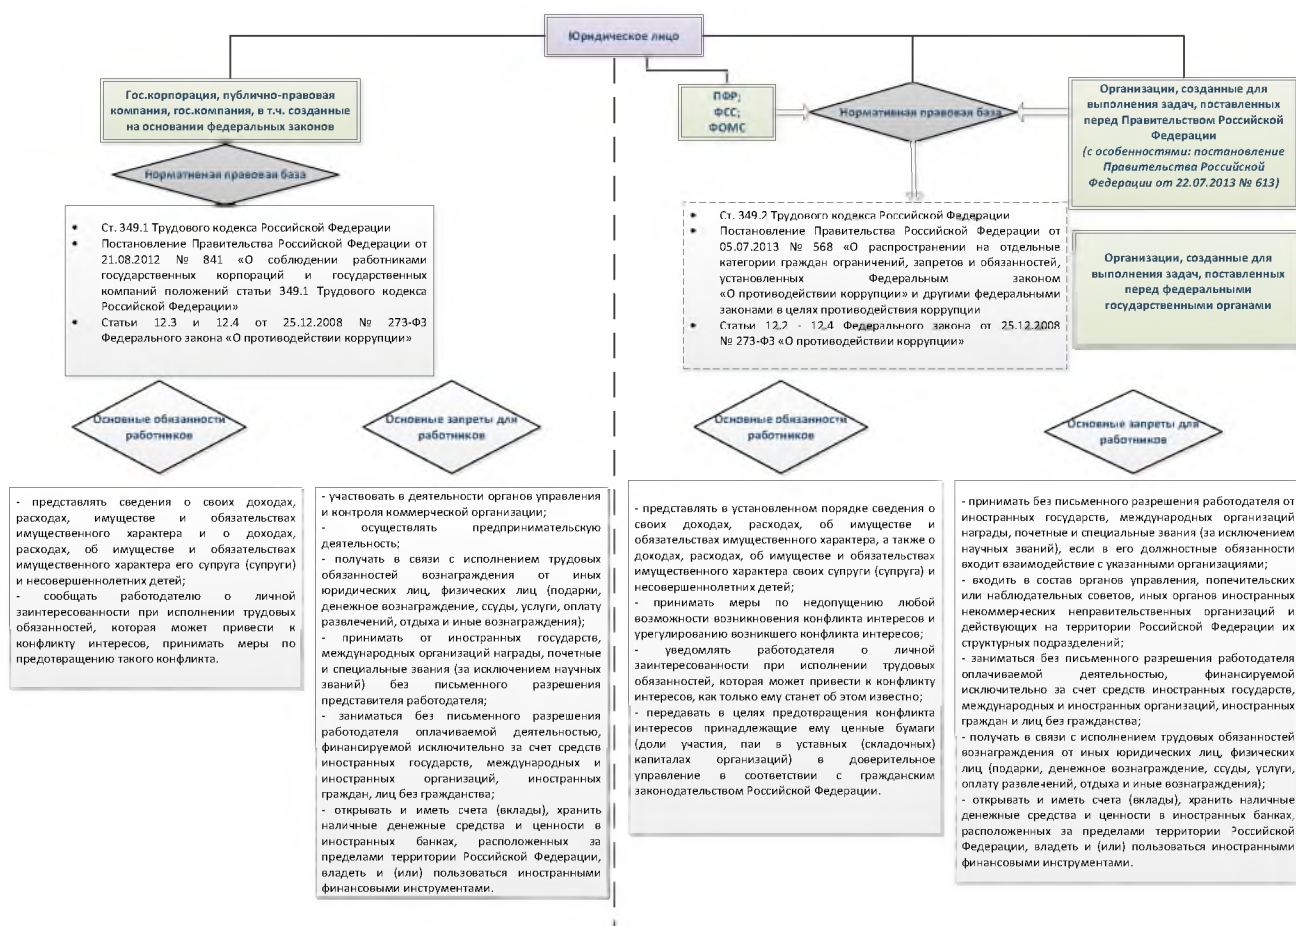 Юридическое лицо
Гос.корпорация, публично-правовая
компания, гос.компания, в т.ч. созданные
на основании федеральных законов
Нормативная правовая база
• Ст. 349.1 Трудового кодекса Российской Федерации
• Постановление Правительства Российской Федерации от
21.08.2012 № 841 «О соблюдении работниками
государственных корпораций и государственных
компаний положений статьи 349.1 Трудового кодекса
Российской Федерации»
• Статьи 12.3 и 12.4 от 25.12.2008 № 273-ФЗ
Федерального закона «О противодействии коррупции»
Основные обязанности
работников
Основные запреты для
работников
- представлять сведения о своих доходах,
расходах, имуществе и обязательствах
имущественного характера и о доходах,
расходах, об имуществе и обязательствах
имущественного характера его супруга (супруги)
и несовершеннолетних детей;
- сообщать работодателю о личной
заинтересованности при исполнении трудовых
обязанностей, которая может привести к
конфликту интересов, принимать меры по
предотвращению такого конфликта.
- участвовать в деятельности органов управления
и контроля коммерческой организации;
- осуществлять предпринимательскую
деятельность;
- получать в связи с исполнением трудовых
обязанностей вознаграждения от иных
юридических лиц, физических лиц (подарки,
денежное вознаграждение, ссуды, услуги, оплату
развлечений, отдыха и иные вознаграждения);
- принимать от иностранных государств,
международных организаций награды, почетные
и специальные звания (за исключением научных
званий) без письменного разрешения
представителя работодателя;
- заниматься без письменного разрешения
работодателя оплачиваемой деятельностью,
финансируемой исключительно за счет средств
иностранных государств, международных и
иностранных организаций, иностранных
граждан, лиц без гражданства;
- открывать и иметь счета (вклады), хранить
наличные денежные средства и ценности в
иностранных банках, расположенных за
пределами территории Российской Федерации,
владеть и (или) пользоваться иностранными
финансовыми инструментами.
ПФР;
ФСС;
ФОМС
Нормативная правовая база
Организации, созданные для
выполнения задач, поставленных
перед Правительством Российской
Федерации
(с особенностями: постановление
Правительства Российской
Федерации от 22.07.2013 № 613)
• Ст. 349.2 Трудового кодекса Российской Федерации
• Постановление Правительства Российской Федерации от
05.07.2013 № 568 «О распространении на отдельные
категории граждан ограничений, запретов и обязанностей,
установленных Федеральным законом
«О противодействии коррупции» и другими федеральными
законами в целях противодействия коррупции
• Статьи 12.2 - 12.4 Федерального закона от 25.12.2008
№ 273-ФЗ «О противодействии коррупции»
Организации, созданные для
выполнения задач, поставленных
перед федеральными
государственными органами
Основные обязанности
работников
Основные запреты для
работников
- представлять в установленном порядке сведения о
своих доходах, расходах, об имуществе и
обязательствах имущественного характера, а также о
доходах, расходах, об имуществе и обязательствах
имущественного характера своих супруги (супруга) и
несовершеннолетних детей;
- принимать меры по недопущению любой
возможности возникновения конфликта интересов и
урегулированию возникшего конфликта интересов;
- уведомлять работодателя о личной
заинтересованности при исполнении трудовых
обязанностей, которая может привести к конфликту
интересов, как только ему станет об этом известно;
- передавать в целях предотвращения конфликта
интересов принадлежащие ему ценные бумаги
(доли участия, паи в уставных (складочных)
капиталах организаций) в доверительное
управление в соответствии с гражданским
законодательством Российской Федерации.
- принимать без письменного разрешения работодателя от
иностранных государств, международных организаций
награды, почетные и специальные звания (за исключением
научных званий), если в его должностные обязанности
входит взаимодействие с указанными организациями;
- входить в состав органов управления, попечительских
или наблюдательных советов, иных органов иностранных
некоммерческих неправительственных организаций и
действующих на территории Российской Федерации их
структурных подразделений;
- заниматься без письменного разрешения работодателя
оплачиваемой деятельностью, финансируемой
исключительно за счет средств иностранных государств,
международных и иностранных организаций, иностранных
граждан и лиц без гражданства;
- получать в связи с исполнением трудовых обязанностей
вознаграждения от иных юридических лиц, физических
лиц (подарки, денежное вознаграждение, ссуды, услуги,
оплату развлечений, отдыха и иные вознаграждения);
- открывать и иметь счета (вклады), хранить наличные
денежные средства и ценности в иностранных банках,
расположенных за пределами территории Российской
Федерации, владеть и (или) пользоваться иностранными
финансовыми инструментами.